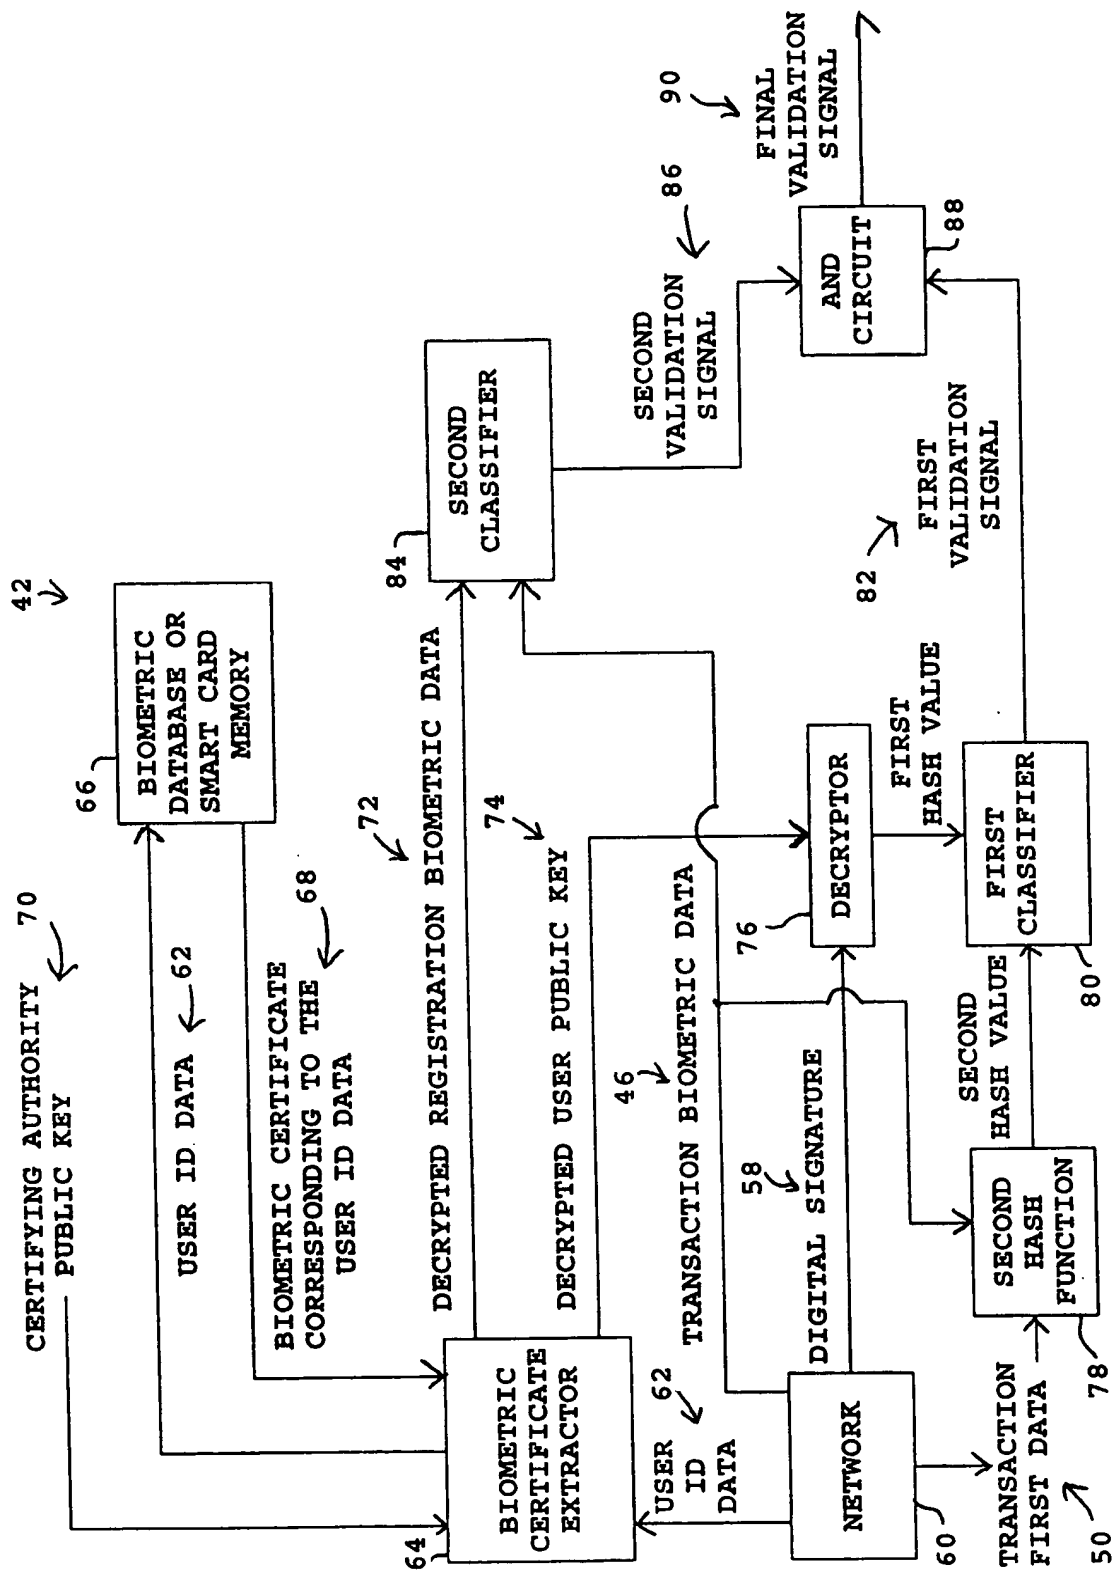 42
CERTIFYING AUTHORITY
PUBLIC KEY
70
USER ID DATA
62
66
BIOMETRIC
DATABASE OR
SMART CARD
MEMORY
BIOMETRIC CERTIFICATE
CORRESPONDING TO THE
USER ID DATA
68
64
BIOMETRIC
CERTIFICATE
EXTRACTOR
DECRYPTED REGISTRATION BIOMETRIC DATA
72
84
SECOND
CLASSIFIER
DECRYPTED USER PUBLIC KEY
74
USER
ID
DATA
62
46
TRANSACTION BIOMETRIC DATA
SECOND
VALIDATION
SIGNAL
86
90
FINAL
VALIDATION
SIGNAL
NETWORK
60
58
DIGITAL SIGNATURE
76
DECRYPTOR
FIRST
HASH VALUE
AND
CIRCUIT
88
82
FIRST
VALIDATION
SIGNAL
TRANSACTION
FIRST DATA
50
SECOND
HASH
FUNCTION
78
SECOND
HASH VALUE
FIRST
CLASSIFIER
80